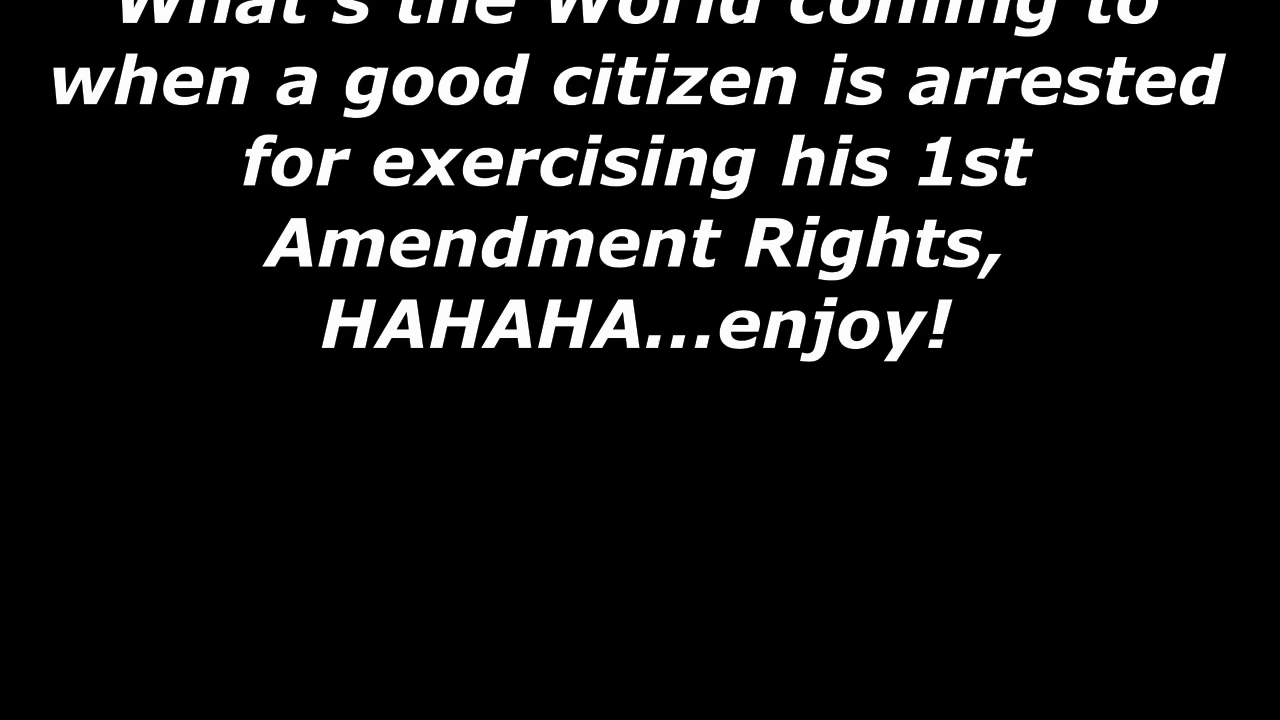 What's the World coming to
when a good citizen is arrested
for exercising his 1st
Amendment Rights,
HAHAHA...enjoy!